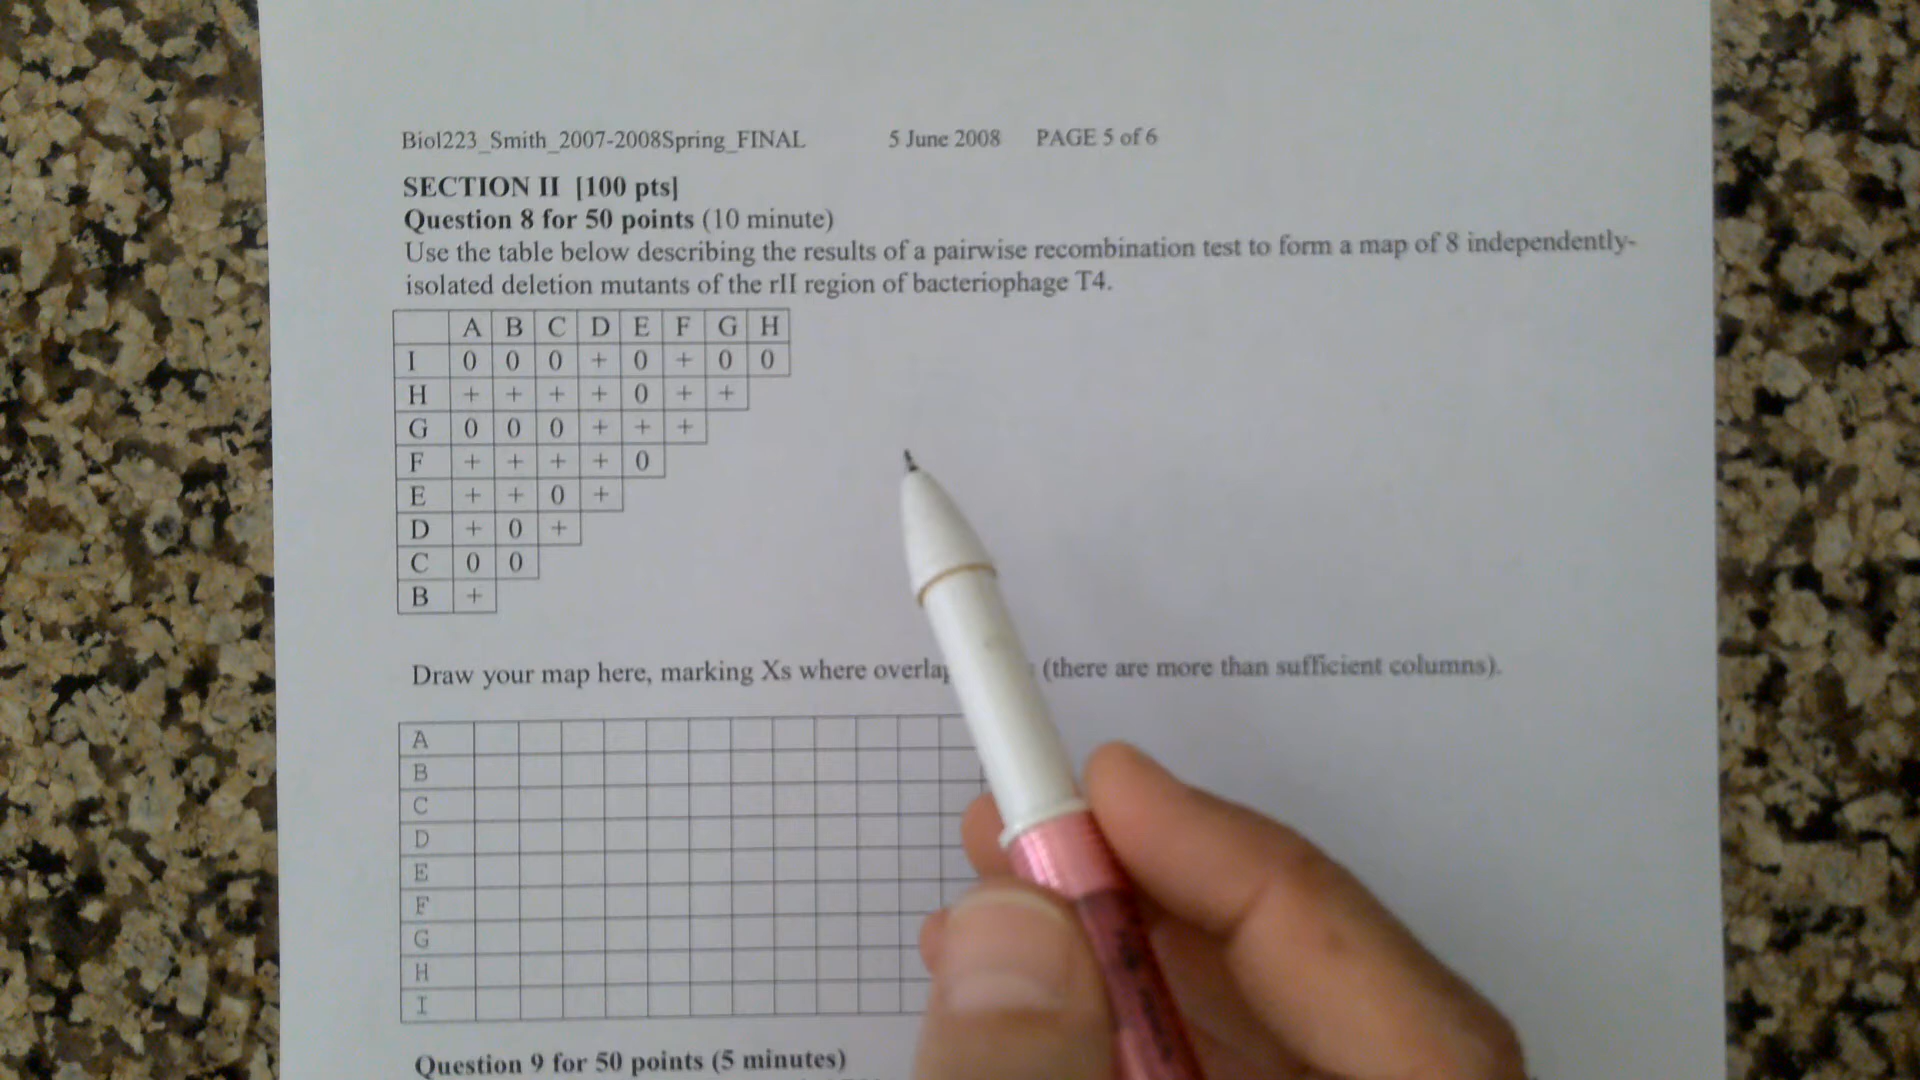 Biol223_Smith_2007-2008Spring_FINAL 5 June 2008 PAGE 5 of 6
SECTION II [100 pts]
Question 8 for 50 points (10 minute)
Use the table below describing the results of a pairwise recombination test to form a map of 8 independently-
isolated deletion mutants of the rII region of bacteriophage T4.
A B C D E F G H
I 0 0 0 + 0 + 0 0
H + + + + 0 + +
G 0 0 0 + + +
F + + + + 0
E + + 0 +
D + 0 +
C 0 0
B +
Draw your map here, marking Xs where (there are more than sufficient columns).
A
B
C
D
E
F
G
H
I
Question 9 for 50 points (5 minutes)